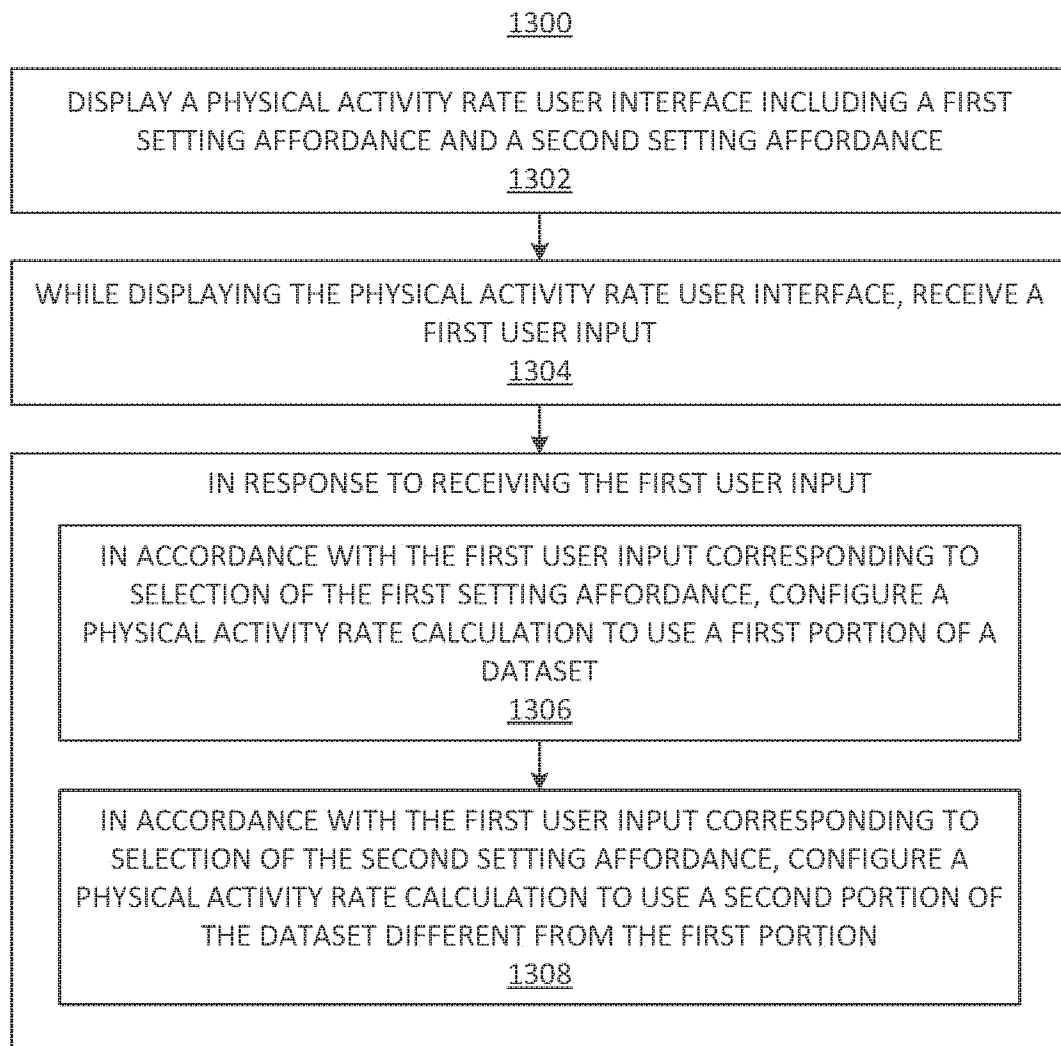 1300
DISPLAY A PHYSICAL ACTIVITY RATE USER INTERFACE INCLUDING A FIRST
SETTING AFFORDANCE AND A SECOND SETTING AFFORDANCE
1302
WHILE DISPLAYING THE PHYSICAL ACTIVITY RATE USER INTERFACE, RECEIVE A
FIRST USER INPUT
1304
IN RESPONSE TO RECEIVING THE FIRST USER INPUT
IN ACCORDANCE WITH THE FIRST USER INPUT CORRESPONDING TO
SELECTION OF THE FIRST SETTING AFFORDANCE, CONFIGURE A
PHYSICAL ACTIVITY RATE CALCULATION TO USE A FIRST PORTION OF A
DATASET
1306
IN ACCORDANCE WITH THE FIRST USER INPUT CORRESPONDING TO
SELECTION OF THE SECOND SETTING AFFORDANCE, CONFIGURE A
PHYSICAL ACTIVITY RATE CALCULATION TO USE A SECOND PORTION OF
THE DATASET DIFFERENT FROM THE FIRST PORTION
1308